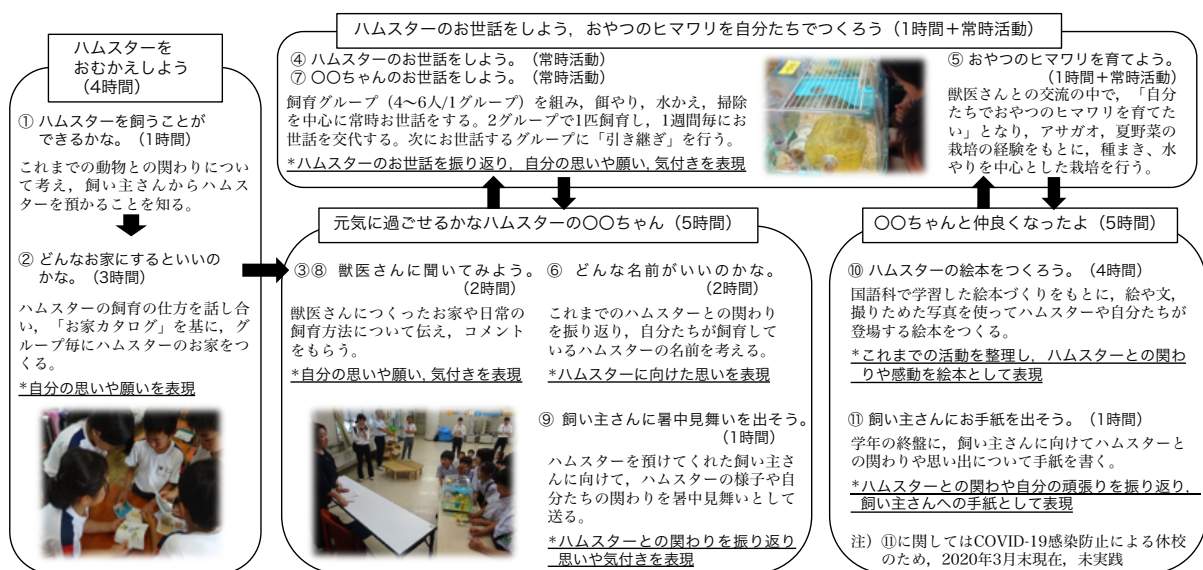 ハムスターを
おむかえしよう
(4時間)
① ハムスターを飼うことが
できるかな。(1時間)
これまでの動物との関わりについ
て考え,飼い主さんからハムス
ターを預かることを知る。
② どんなお家にするといいの
かな。(3時間)
ハムスターの飼育の仕方を話し合
い,「お家カタログ」を基に,グ
ループ毎にハムスターのお家をつ
くる。
*自分の思いや願いを表現
ハムスターのお世話をしよう,おやつのヒマワリを自分たちでつくろう(1時間+常時活動)
④ ハムスターのお世話をしよう。(常時活動)
⑦ 〇〇ちゃんのお世話をしよう。(常時活動)
飼育グループ(4〜6人/1グループ)を組み,餌やり,水かえ,掃除
を中心に常時お世話をする。2グループで1匹飼育し,1週間毎にお
世話を交代する。次にお世話するグループに「引き継ぎ」を行う。
*ハムスターのお世話を振り返り,自分の思いや願い,気付きを表現
⑤ おやつのヒマワリを育てよう。
(1時間+常時活動)
獣医さんとの交流の中で,「自分
たちでおやつのヒマワリを育てた
い」となり,アサガオ,夏野菜の
栽培の経験をもとに,種まき、水
やりを中心とした栽培を行う。
元気に過ごせるかなハムスターの〇〇ちゃん(5時間)
③⑧ 獣医さんに聞いてみよう。
(2時間)
獣医さんにつくったお家や日常の
飼育方法について伝え,コメント
をもらう。
*自分の思いや願い,気付きを表現
⑥ どんな名前がいいのかな。
(2時間)
これまでのハムスターとの関わり
を振り返り,自分たちが飼育して
いるハムスターの名前を考える。
*ハムスターに向けた思いを表現
⑨ 飼い主さんに暑中見舞いを出そう。
(1時間)
ハムスターを預けてくれた飼い主さ
んに向けて,ハムスターの様子や自
分たちの関わりを暑中見舞いとして
送る。
*ハムスターとの関わりを振り返り
思いや気付きを表現
〇〇ちゃんと仲良くなったよ(5時間)
⑩ ハムスターの絵本をつくろう。(4時間)
国語科で学習した絵本づくりをもとに,絵や文,
撮りためた写真を使ってハムスターや自分たちが
登場する絵本をつくる。
*これまでの活動を整理し,ハムスターとの関わ
りや感動を絵本として表現
⑪ 飼い主さんにお手紙を出そう。(1時間)
学年の終盤に,飼い主さんに向けてハムスターと
の関わりや思い出について手紙を書く。
*ハムスターとの関わや自分の頑張りを振り返り,
飼い主さんへの手紙として表現
注)⑪に関してはCOVID-19感染防止による休校
のため,2020年3月末現在,未実践